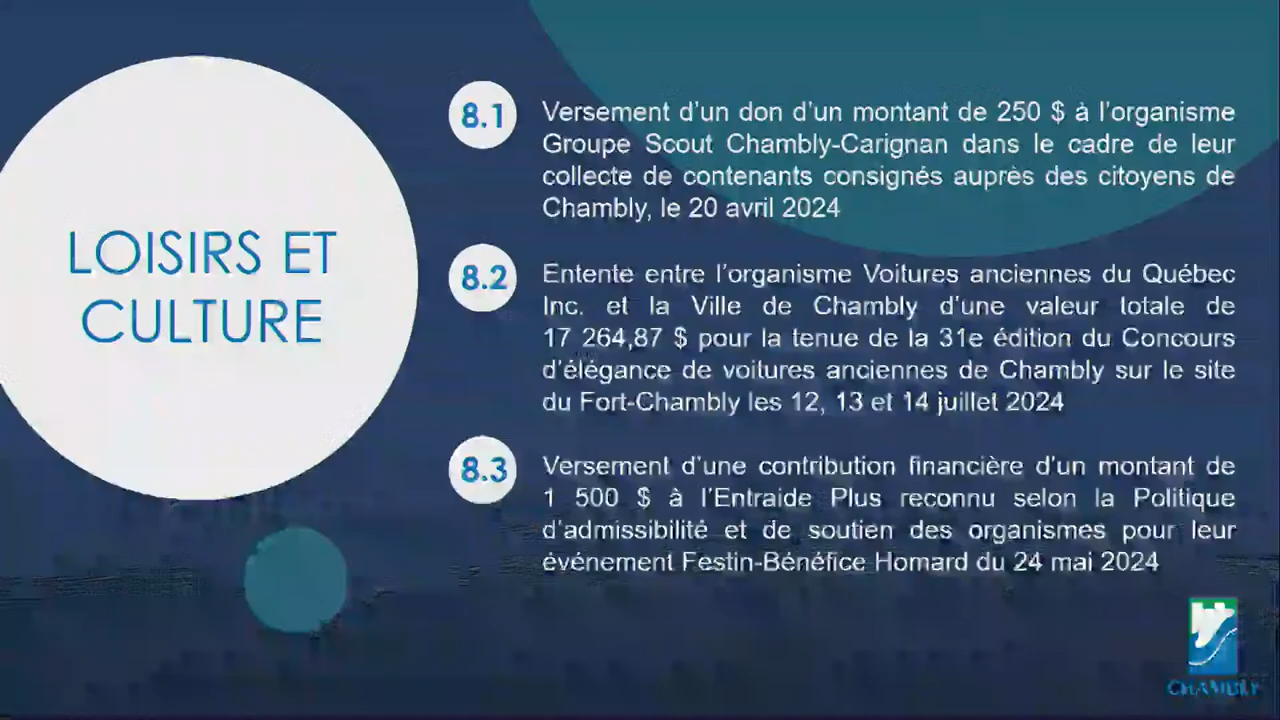 LOISIRS ET
CULTURE
8.1
Versement d'un don d'un montant de 250 $ à l'organisme
Groupe Scout Chambly-Carignan dans le cadre de leur
collecte de contenants consignés auprès des citoyens de
Chambly, le 20 avril 2024
8.2
Entente entre l'organisme Voitures anciennes du Québec
Inc. et la Ville de Chambly d'une valeur totale de
17 264,87 $ pour la tenue de la 31e édition du Concours
d'élégance de voitures anciennes de Chambly sur le site
du Fort-Chambly les 12, 13 et 14 juillet 2024
8.3
Versement d'une contribution financière d'un montant de
1 500 $ à l'Entraide Plus reconnu selon la Politique
d'admissibilité et de soutien des organismes pour leur
événement Festin-Bénéfice Homard du 24 mai 2024
CHAMBLY